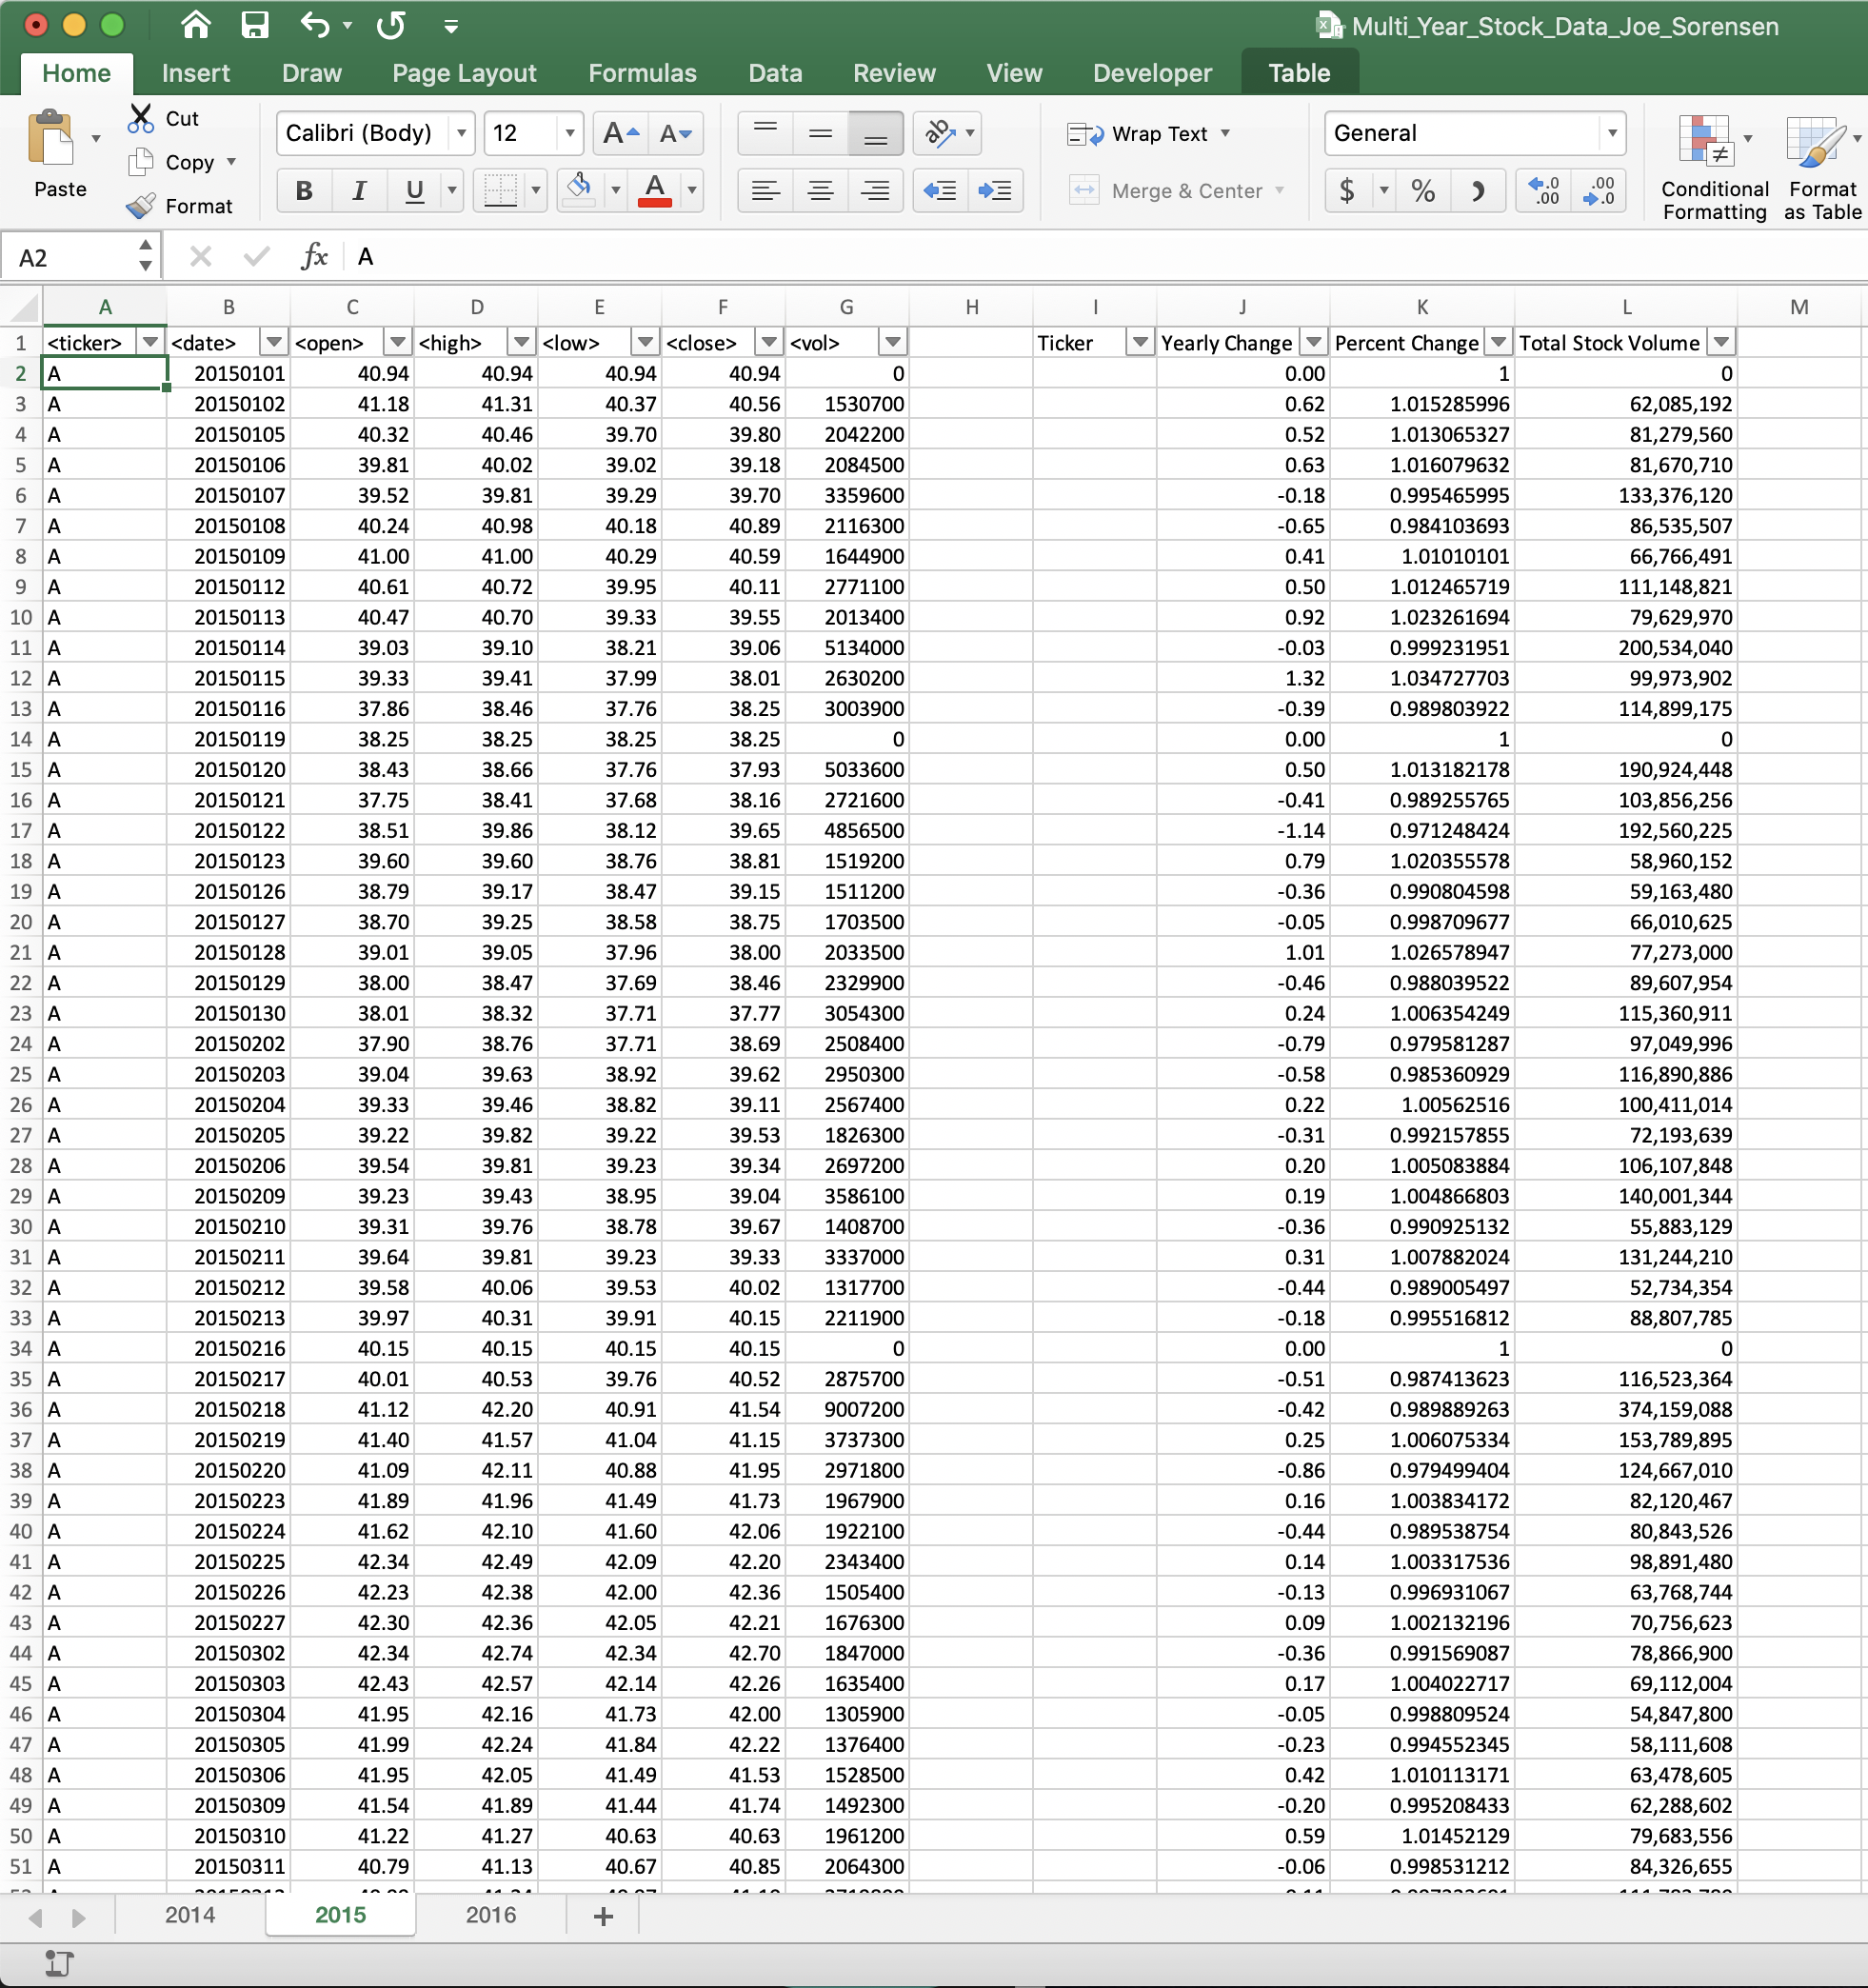 Multi_Year_Stock_Data_Joe_Sorensen
Home Insert Draw Page Layout Formulas Data Review View Developer Table
Paste Cut Copy Format
Calibri (Body) 12 A A
B I U A
ab Wrap Text Merge & Center
General
$ % .0 .00 .00 .0
Conditional Formatting Format as Table
A2 fx A
A B C D E F G H I J K L M
1 <ticker> <date> <open> <high> <low> <close> <vol> Ticker Yearly Change Percent Change Total Stock Volume
2 A 20150101 40.94 40.94 40.94 40.94 0 0.00 1 0
3 A 20150102 41.18 41.31 40.37 40.56 1530700 0.62 1.015285996 62,085,192
4 A 20150105 40.32 40.46 39.70 39.80 2042200 0.52 1.013065327 81,279,560
5 A 20150106 39.81 40.02 39.02 39.18 2084500 0.63 1.016079632 81,670,710
6 A 20150107 39.52 39.81 39.29 39.70 3359600 -0.18 0.995465995 133,376,120
7 A 20150108 40.24 40.98 40.18 40.89 2116300 -0.65 0.984103693 86,535,507
8 A 20150109 41.00 41.00 40.29 40.59 1644900 0.41 1.01010101 66,766,491
9 A 20150112 40.61 40.72 39.95 40.11 2771100 0.50 1.012465719 111,148,821
10 A 20150113 40.47 40.70 39.33 39.55 2013400 0.92 1.023261694 79,629,970
11 A 20150114 39.03 39.10 38.21 39.06 5134000 -0.03 0.999231951 200,534,040
12 A 20150115 39.33 39.41 37.99 38.01 2630200 1.32 1.034727703 99,973,902
13 A 20150116 37.86 38.46 37.76 38.25 3003900 -0.39 0.989803922 114,899,175
14 A 20150119 38.25 38.25 38.25 38.25 0 0.00 1 0
15 A 20150120 38.43 38.66 37.76 37.93 5033600 0.50 1.013182178 190,924,448
16 A 20150121 37.75 38.41 37.68 38.16 2721600 -0.41 0.989255765 103,856,256
17 A 20150122 38.51 39.86 38.12 39.65 4856500 -1.14 0.971248424 192,560,225
18 A 20150123 39.60 39.60 38.76 38.81 1519200 0.79 1.020355578 58,960,152
19 A 20150126 38.79 39.17 38.47 39.15 1511200 -0.36 0.990804598 59,163,480
20 A 20150127 38.70 39.25 38.58 38.75 1703500 -0.05 0.998709677 66,010,625
21 A 20150128 39.01 39.05 37.96 38.00 2033500 1.01 1.026578947 77,273,000
22 A 20150129 38.00 38.47 37.69 38.46 2329900 -0.46 0.988039522 89,607,954
23 A 20150130 38.01 38.32 37.71 37.77 3054300 0.24 1.006354249 115,360,911
24 A 20150202 37.90 38.76 37.71 38.69 2508400 -0.79 0.979581287 97,049,996
25 A 20150203 39.04 39.63 38.92 39.62 2950300 -0.58 0.985360929 116,890,886
26 A 20150204 39.33 39.46 38.82 39.11 2567400 0.22 1.00562516 100,411,014
27 A 20150205 39.22 39.82 39.22 39.53 1826300 -0.31 0.992157855 72,193,639
28 A 20150206 39.54 39.81 39.23 39.34 2697200 0.20 1.005083884 106,107,848
29 A 20150209 39.23 39.43 38.95 39.04 3586100 0.19 1.004866803 140,001,344
30 A 20150210 39.31 39.76 38.78 39.67 1408700 -0.36 0.990925132 55,883,129
31 A 20150211 39.64 39.81 39.23 39.33 3337000 0.31 1.007882024 131,244,210
32 A 20150212 39.58 40.06 39.53 40.02 1317700 -0.44 0.989005497 52,734,354
33 A 20150213 39.97 40.31 39.91 40.15 2211900 -0.18 0.995516812 88,807,785
34 A 20150216 40.15 40.15 40.15 40.15 0 0.00 1 0
35 A 20150217 40.01 40.53 39.76 40.52 2875700 -0.51 0.987413623 116,523,364
36 A 20150218 41.12 42.20 40.91 41.54 9007200 -0.42 0.989889263 374,159,088
37 A 20150219 41.40 41.57 41.04 41.15 3737300 0.25 1.006075334 153,789,895
38 A 20150220 41.09 42.11 40.88 41.95 2971800 -0.86 0.979499404 124,667,010
39 A 20150223 41.89 41.96 41.49 41.73 1967900 0.16 1.003834172 82,120,467
40 A 20150224 41.62 42.10 41.60 42.06 1922100 -0.44 0.989538754 80,843,526
41 A 20150225 42.34 42.49 42.09 42.20 2343400 0.14 1.003317536 98,891,480
42 A 20150226 42.23 42.38 42.00 42.36 1505400 -0.13 0.996931067 63,768,744
43 A 20150227 42.30 42.36 42.05 42.21 1676300 0.09 1.002132196 70,756,623
44 A 20150302 42.34 42.74 42.34 42.70 1847000 -0.36 0.991569087 78,866,900
45 A 20150303 42.43 42.57 42.14 42.26 1635400 0.17 1.004022717 69,112,004
46 A 20150304 41.95 42.16 41.73 42.00 1305900 -0.05 0.998809524 54,847,800
47 A 20150305 41.99 42.24 41.84 42.22 1376400 -0.23 0.994552345 58,111,608
48 A 20150306 41.95 42.05 41.49 41.53 1528500 0.42 1.010113171 63,478,605
49 A 20150309 41.54 41.89 41.44 41.74 1492300 -0.20 0.995208433 62,288,602
50 A 20150310 41.22 41.27 40.63 40.63 1961200 0.59 1.01452129 79,683,556
51 A 20150311 40.79 41.13 40.67 40.85 2064300 -0.06 0.998531212 84,326,655
2014 2015 2016 +